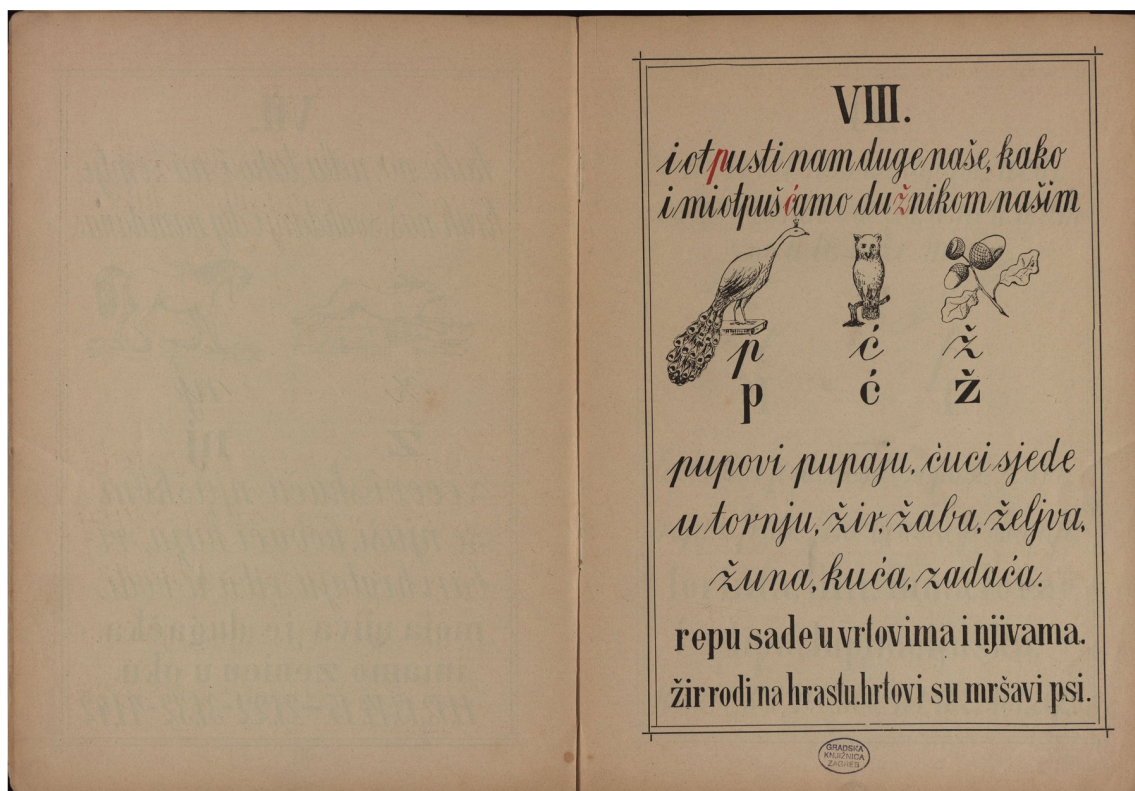 VIII.
i otpusti nam duge naše, kako
i mi otpušćamo dužnikom našim
p ć ž
p ć ž
pupovi pupaju, ćuci sjede
u tornju, žir, žaba, željva,
žuna, kuća, zadaća.
repu sade u vrtovima i njivama.
žir rodi na hrastu. hrtovi su mršavi psi.
GRADSKA
KNJIŽNICA
ZAGREB